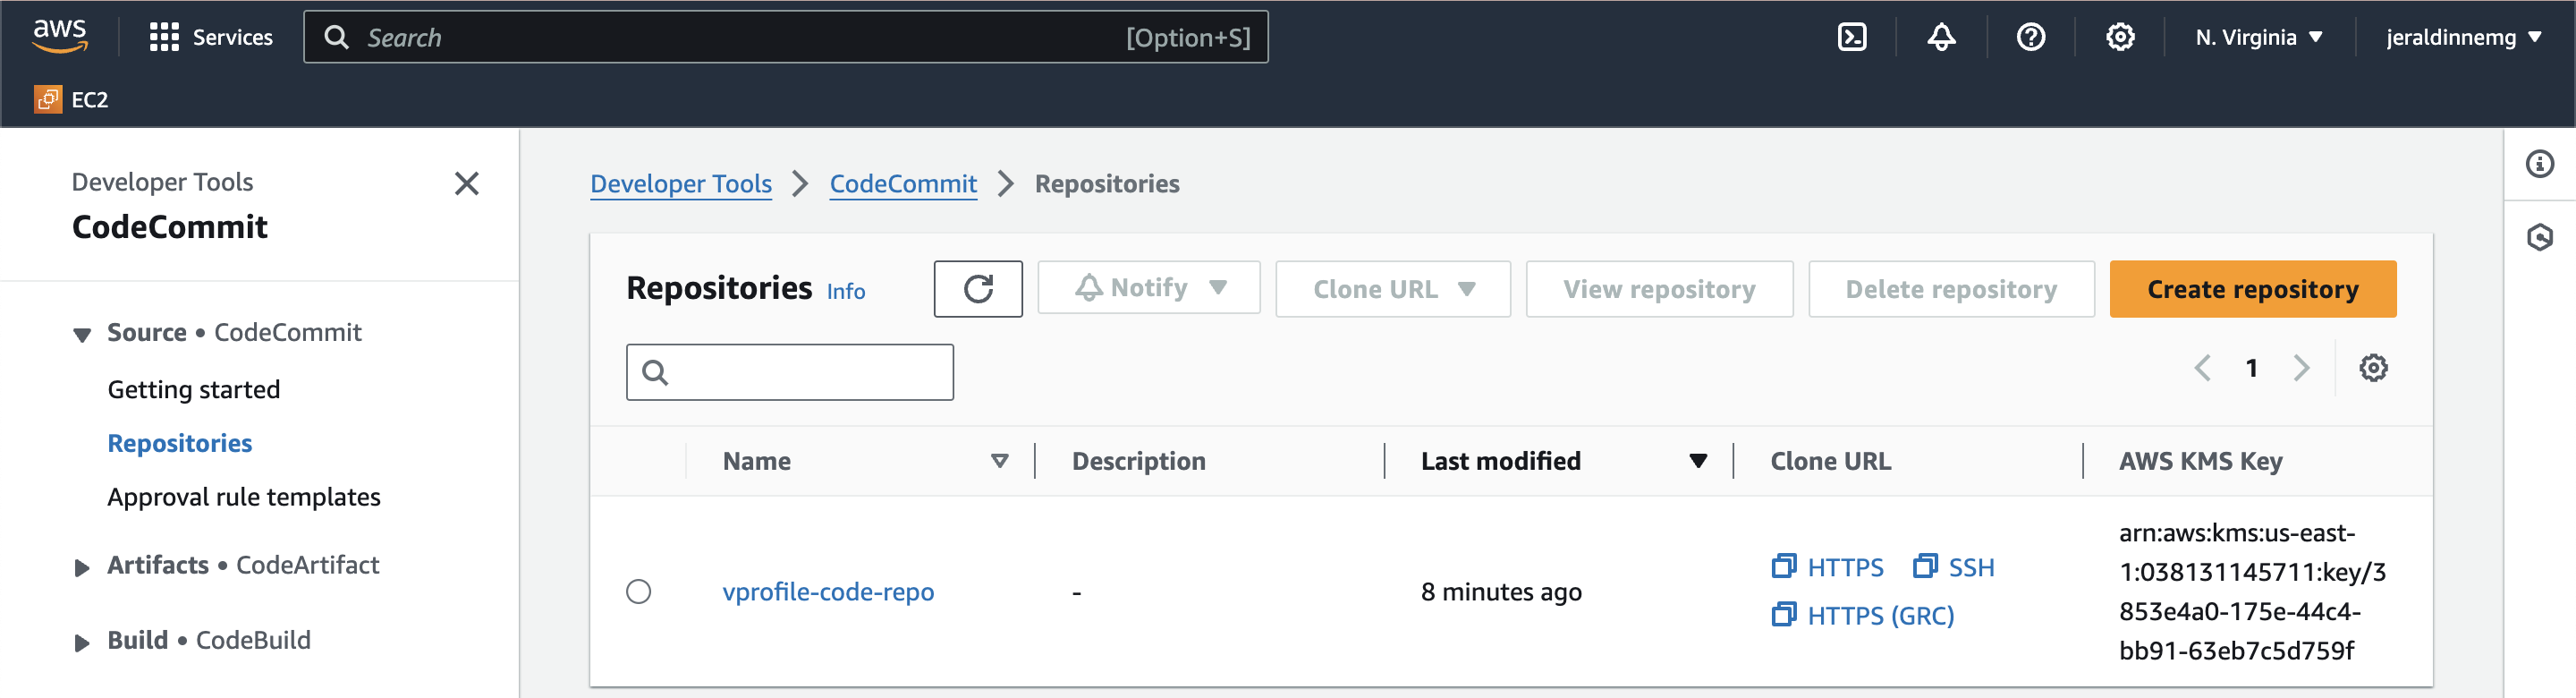 aws
Services
Search
[Option+S]
N. Virginia
jeraldinnemg
EC2
Developer Tools
CodeCommit
Source • CodeCommit
Getting started
Repositories
Approval rule templates
Artifacts • CodeArtifact
Build • CodeBuild
Developer Tools
CodeCommit
Repositories
Repositories Info
Notify
Clone URL
View repository
Delete repository
Create repository
1
Name
Description
Last modified
Clone URL
AWS KMS Key
vprofile-code-repo
-
8 minutes ago
HTTPS
SSH
HTTPS (GRC)
arn:aws:kms:us-east-
1:038131145711:key/3
853e4a0-175e-44c4-
bb91-63eb7c5d759f